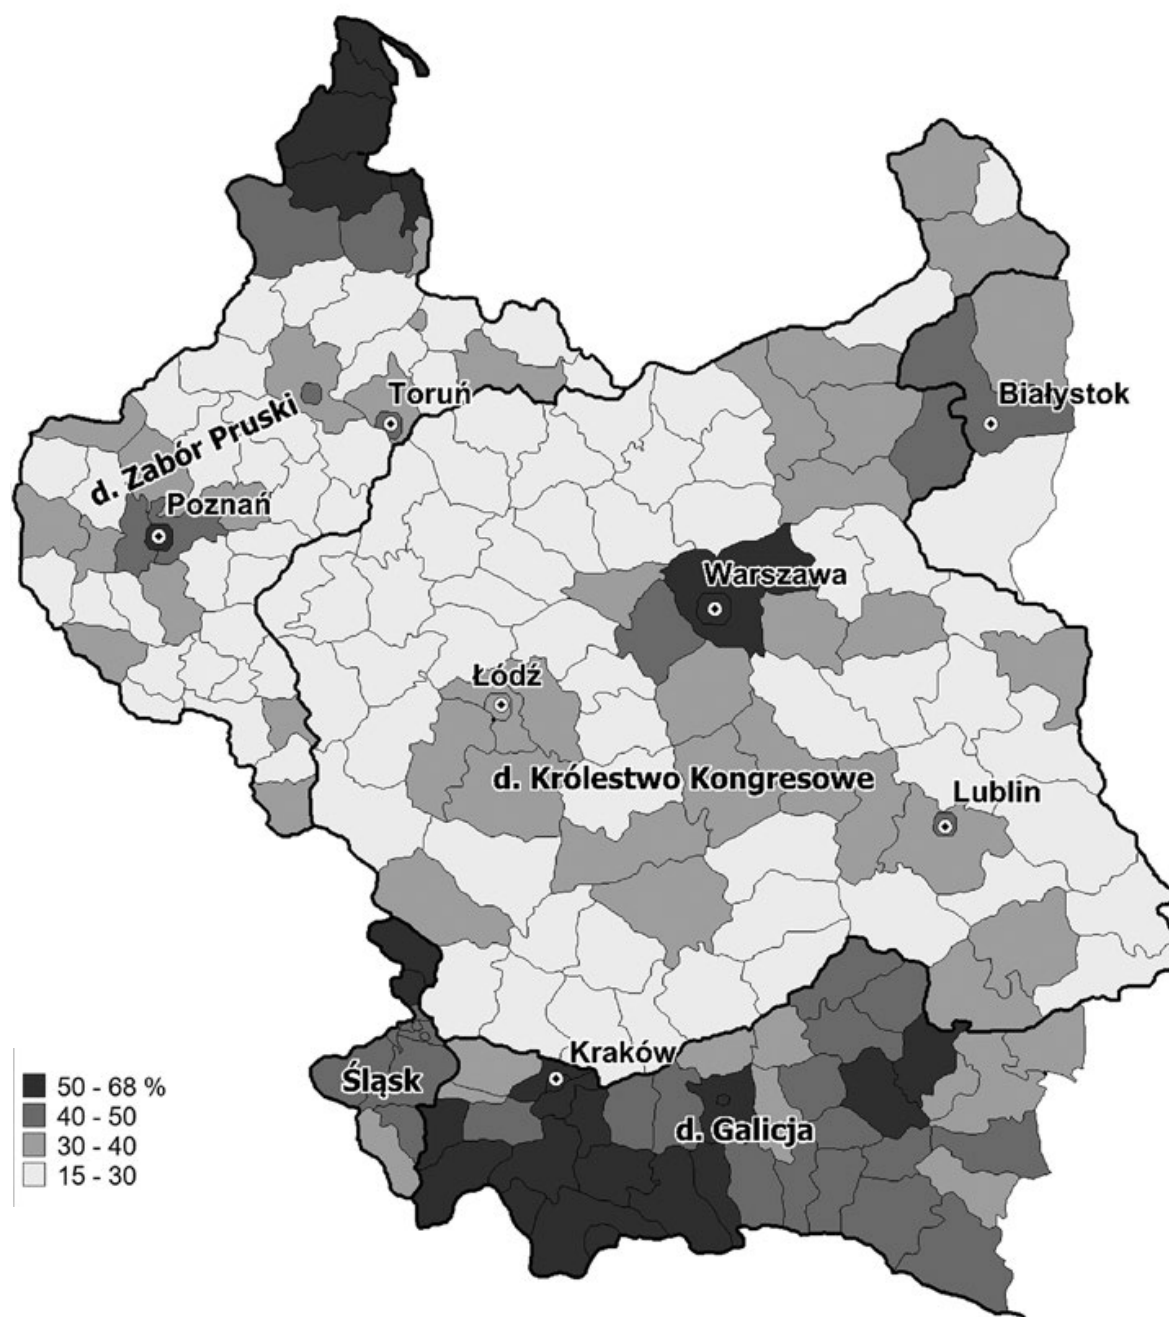 Toruń
Białystok
d. Zabór Pruski
Poznań
Warszawa
Łódź
d. Królestwo Kongresowe
Lublin
Kraków
Śląsk
d. Galicja
50 - 68 %
40 - 50
30 - 40
15 - 30